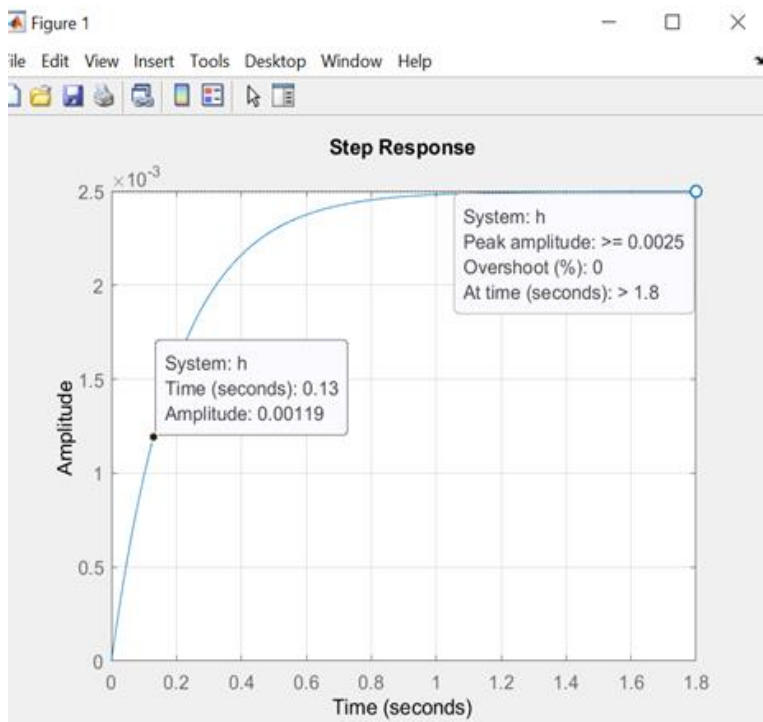 Figure 1
File Edit View Insert Tools Desktop Window Help
Step Response
×10⁻³
2.5
System: h
Peak amplitude: >= 0.0025
Overshoot (%): 0
At time (seconds): > 1.8
2
System: h
Time (seconds): 0.13
Amplitude: 0.00119
1.5
Amplitude
1
0.5
0
0 0.2 0.4 0.6 0.8 1 1.2 1.4 1.6 1.8
Time (seconds)